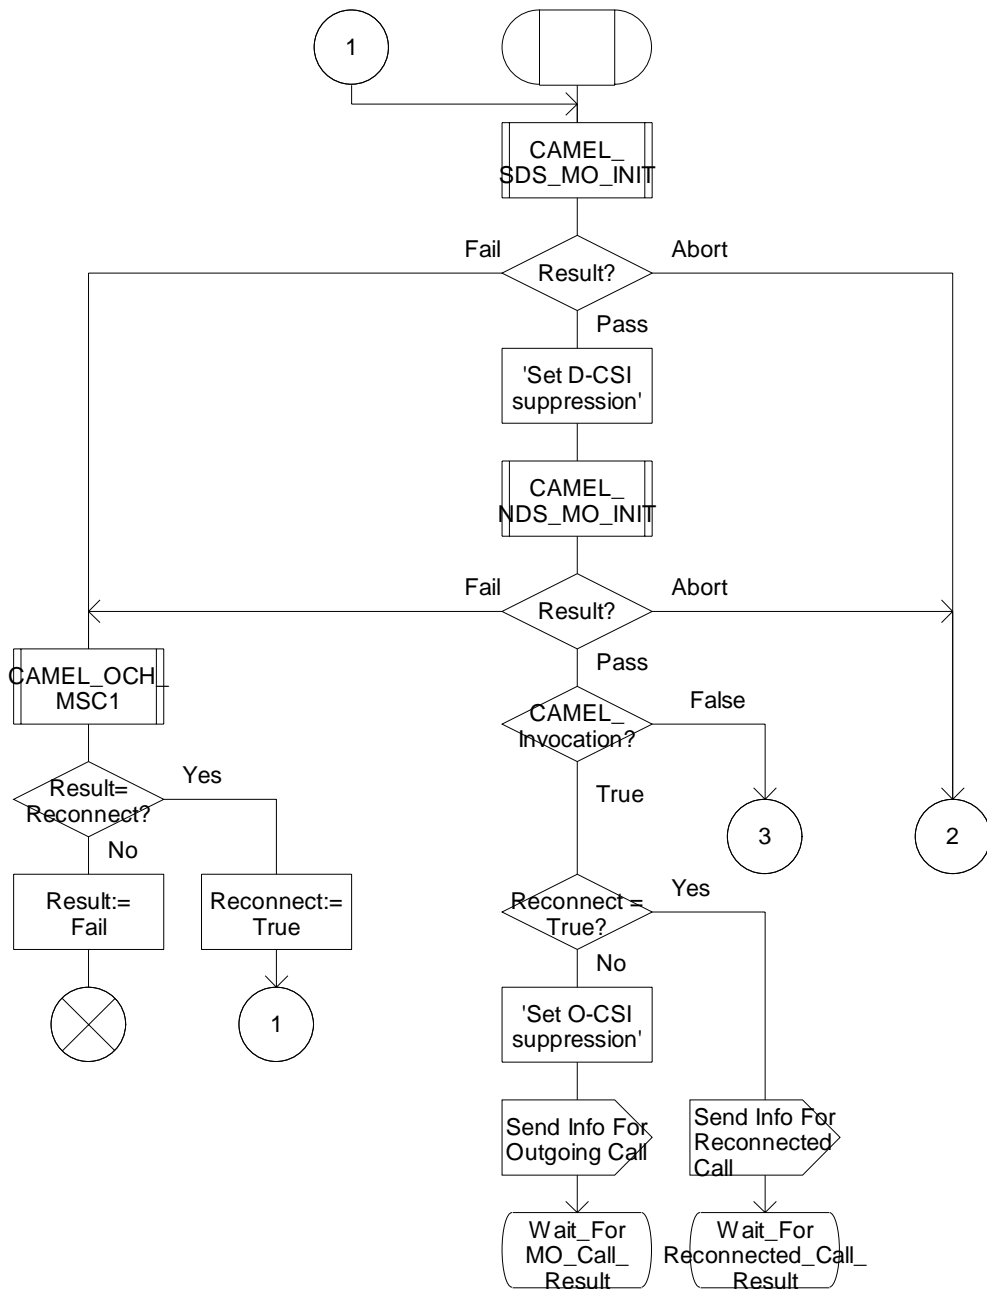 1
CAMEL_
SDS_MO_INIT
Fail
Abort
Result?
Pass
'Set D-CSI
suppression'
CAMEL_
NDS_MO_INIT
Fail
Abort
Result?
Pass
CAMEL_OCH_
MSC1
CAMEL_
Invocation?
False
True
Result=
Reconnect?
Yes
No
3
2
Result:=
Fail
Reconnect:=
True
Reconnect =
True?
Yes
No
1
'Set O-CSI
suppression'
Send Info For
Outgoing Call
Send Info For
Reconnected
Call
Wait_For
MO_Call_
Result
Wait_For
Reconnected_Call_
Result